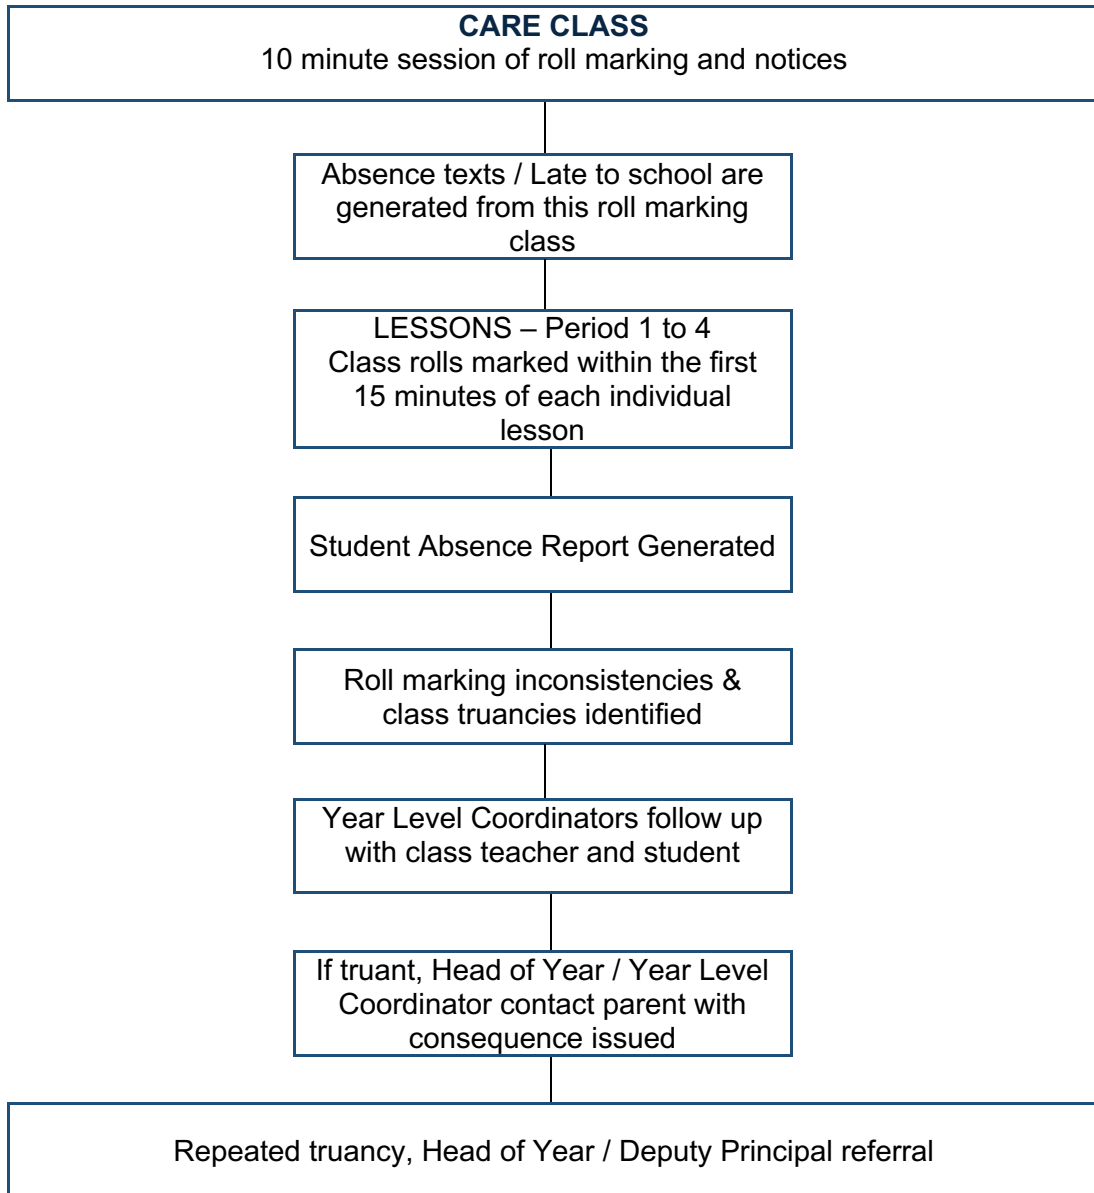 CARE CLASS
10 minute session of roll marking and notices
Absence texts / Late to school are
generated from this roll marking
class
LESSONS – Period 1 to 4
Class rolls marked within the first
15 minutes of each individual
lesson
Student Absence Report Generated
Roll marking inconsistencies &
class truancies identified
Year Level Coordinators follow up
with class teacher and student
If truant, Head of Year / Year Level
Coordinator contact parent with
consequence issued
Repeated truancy, Head of Year / Deputy Principal referral